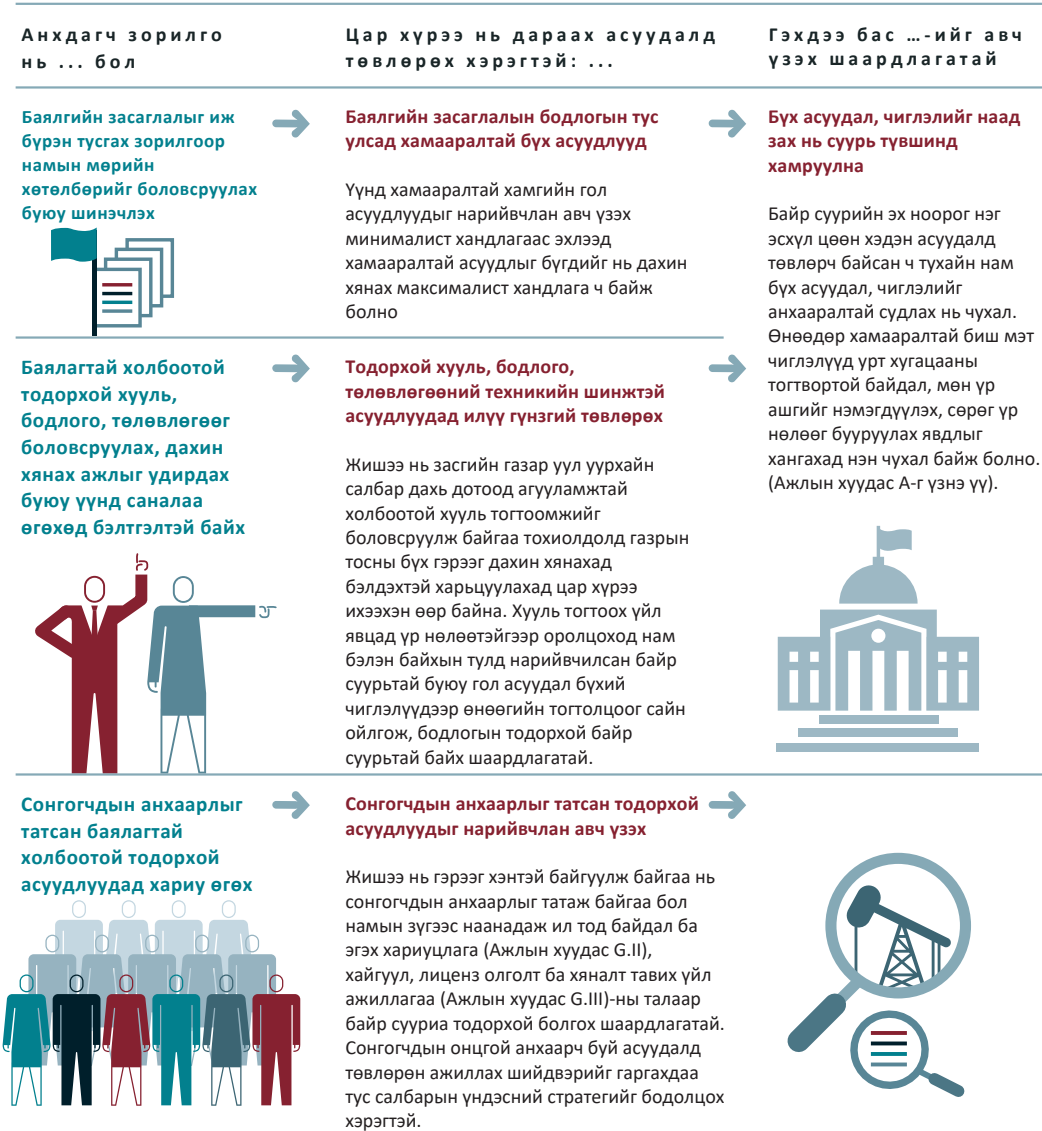 Анхдагч зорилго
нь ... бол
Цар хүрээ нь дараах асуудалд
төвлөрөх хэрэгтэй: ...
Гэхдээ бас ...-ийг авч
үзэх шаардлагатай
Баялгийн засаглалыг иж
бүрэн тусгах зорилгоор
намын мөрийн
хөтөлбөрийг боловсруулах
буюу шинэчлэх
Баялгийн засаглалын бодлогын тус
улсад хамааралтай бүх асуудлууд
Үүнд хамааралтай хамгийн гол
асуудлуудыг нарийвчлан авч үзэх
минималист хандлагаас эхлээд
хамааралтай асуудлыг бүгдийг нь дахин
хянах максималист хандлага ч байж
болно
Бүх асуудал, чиглэлийг наад
зах нь суурь түвшинд
хамруулна
Байр суурийн эх ноорог нэг
эсхүл цөөн хэдэн асуудалд
төвлөрч байсан ч тухайн нам
бүх асуудал, чиглэлийг
анхааралтай судлах нь чухал.
Өнөөдөр хамааралтай биш мэт
чиглэлүүд урт хугацааны
тогтвортой байдал, мөн үр
ашгийг нэмэгдүүлэх, сөрөг үр
нөлөөг бууруулах явдлыг
хангахад нэн чухал байж болно.
(Ажлын хуудас А-г үзнэ үү).
Баялагтай холбоотой
тодорхой хууль,
бодлого, төлөвлөгөөг
боловсруулах, дахин
хянах ажлыг удирдах
буюу үүнд саналаа
өгөхөд бэлтгэлтэй байх
Тодорхой хууль, бодлого,
төлөвлөгөөний техникийн шинжтэй
асуудлуудад илүү гүнзгий төвлөрөх
Жишээ нь засгийн газар уул уурхайн
салбар дахь дотоод агууламжтай
холбоотой хууль тогтоомжийг
боловсруулж байгаа тохиолдолд газрын
тосны бүх гэрээг дахин хянахад
бэлдэхтэй харьцуулахад цар хүрээ
ихээхэн өөр байна. Хууль тогтоох үйл
явцад үр нөлөөтэйгээр оролцоход нам
бэлэн байхын тулд нарийвчилсан байр
суурьтай буюу гол асуудал бүхий
чиглэлүүдээр өнөөгийн тогтолцоог сайн
ойлгож, бодлогын тодорхой байр
суурьтай байх шаардлагатай.
Сонгогчдын анхаарлыг
татсан баялагтай
холбоотой тодорхой
асуудлуудад хариу өгөх
Сонгогчдын анхаарлыг татсан тодорхой
асуудлуудыг нарийвчлан авч үзэх
Жишээ нь гэрээг хэнтэй байгуулж байгаа нь
сонгогчдын анхаарлыг татаж байгаа бол
намын зүгээс наанадаж ил тод байдал ба
эгэх хариуцлага (Ажлын хуудас G.II),
хайгуул, лиценз олголт ба хяналт тавих үйл
ажиллагаа (Ажлын хуудас G.III)-ны талаар
байр сууриа тодорхой болгох шаардлагатай.
Сонгогчдын онцгой анхаарч буй асуудалд
төвлөрөн ажиллах шийдвэрийг гаргахдаа
тус салбарын үндэсний стратегийг бодолцох
хэрэгтэй.